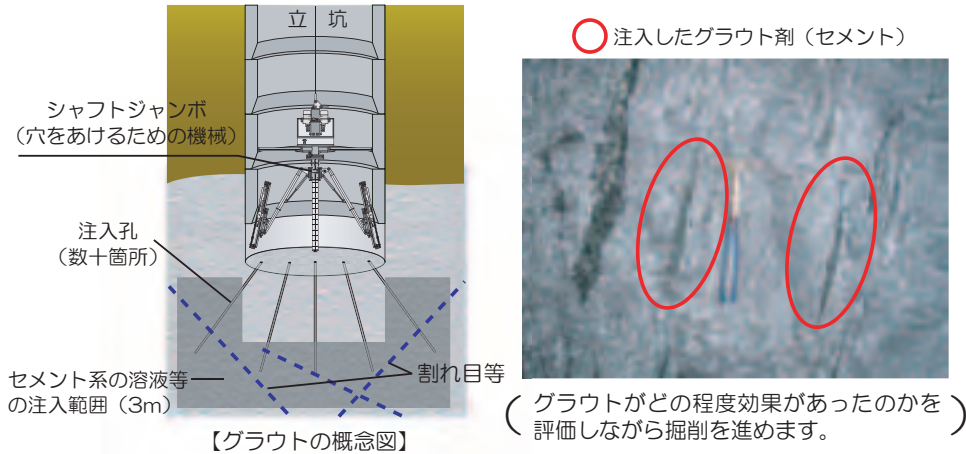 立 坑
シャフトジャンボ
（穴をあけるための機械）
注入孔
（数十箇所）
セメント系の溶液等
の注入範囲（3m）
割れ目等
【グラウトの概念図】
注入したグラウト剤（セメント）
グラウトがどの程度効果があったのかを
評価しながら掘削を進めます。